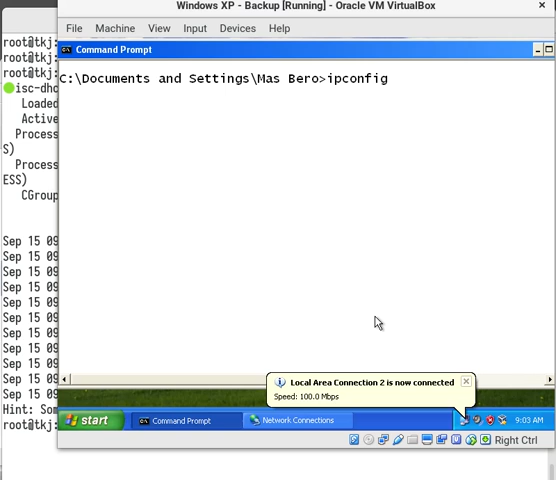 Windows XP - Backup [Running] - Oracle VM VirtualBox
File Machine View Input Devices Help
Command Prompt
C:\Documents and Settings\Mas Bero>ipconfig
root@tkj:
root@tkj:
root@tkj:
isc-dhc
Loaded
Active
Process
S)
Process
ESS)
CGroup
Sep 15 09
Sep 15 09
Sep 15 09
Sep 15 09
Sep 15 09
Sep 15 09
Sep 15 09
Sep 15 09
Sep 15 09
Sep 15 09
Sep 15 09
Hint: Som
root@tkj:
Local Area Connection 2 is now connected
Speed: 100.0 Mbps
start Command Prompt Network Connections 9:03 AM
Right Ctrl